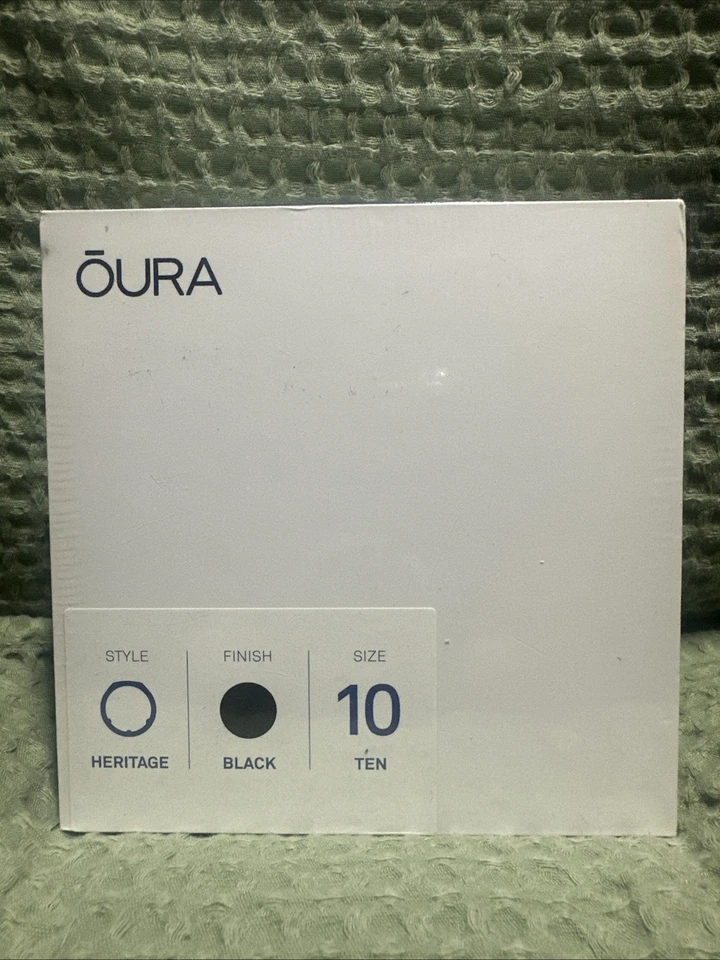 ŌURA
STYLE FINISH SIZE
10
HERITAGE BLACK TEN